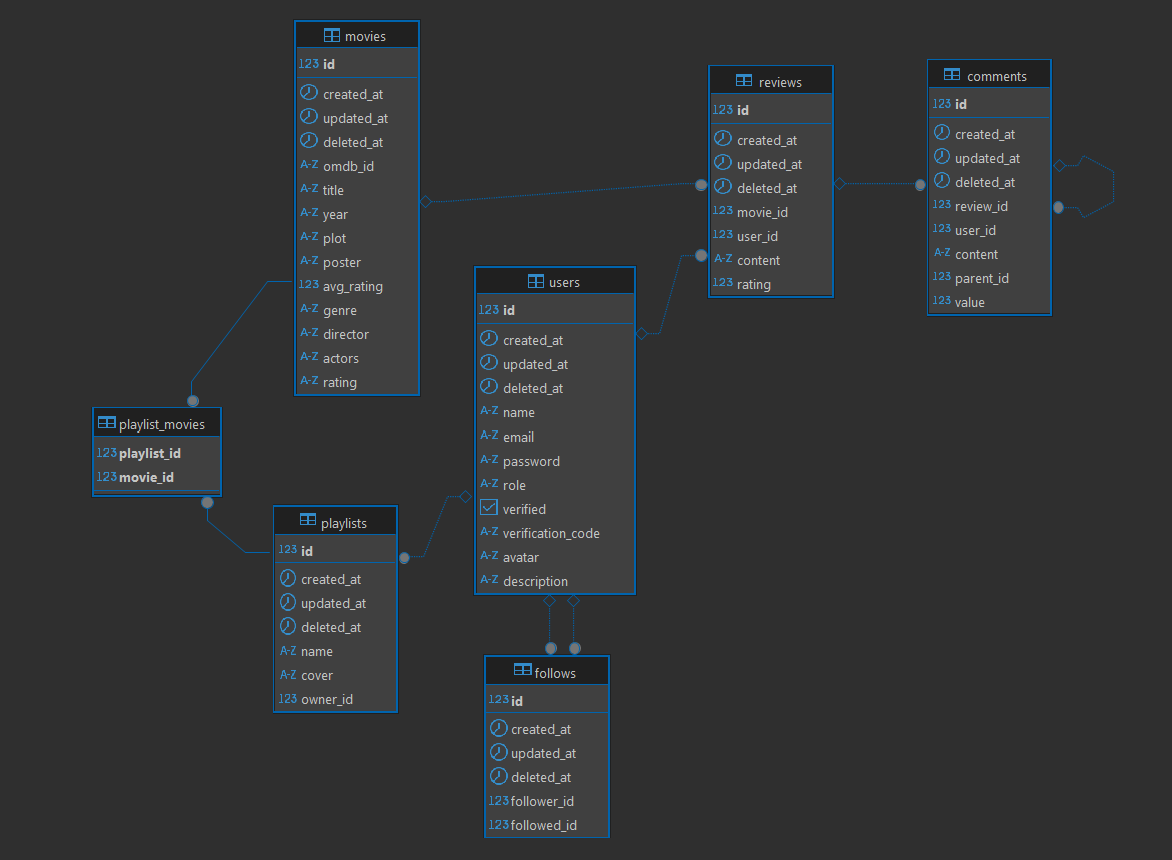 movies
123 id
created_at
updated_at
deleted_at
A-Z omdb_id
A-Z title
A-Z year
A-Z plot
A-Z poster
123 avg_rating
A-Z genre
A-Z director
A-Z actors
A-Z rating
reviews
123 id
created_at
updated_at
deleted_at
123 movie_id
123 user_id
A-Z content
123 rating
comments
123 id
created_at
updated_at
deleted_at
123 review_id
123 user_id
A-Z content
123 parent_id
123 value
users
123 id
created_at
updated_at
deleted_at
A-Z name
A-Z email
A-Z password
A-Z role
verified
A-Z verification_code
A-Z avatar
A-Z description
playlist_movies
123 playlist_id
123 movie_id
playlists
123 id
created_at
updated_at
deleted_at
A-Z name
A-Z cover
123 owner_id
follows
123 id
created_at
updated_at
deleted_at
123 follower_id
123 followed_id